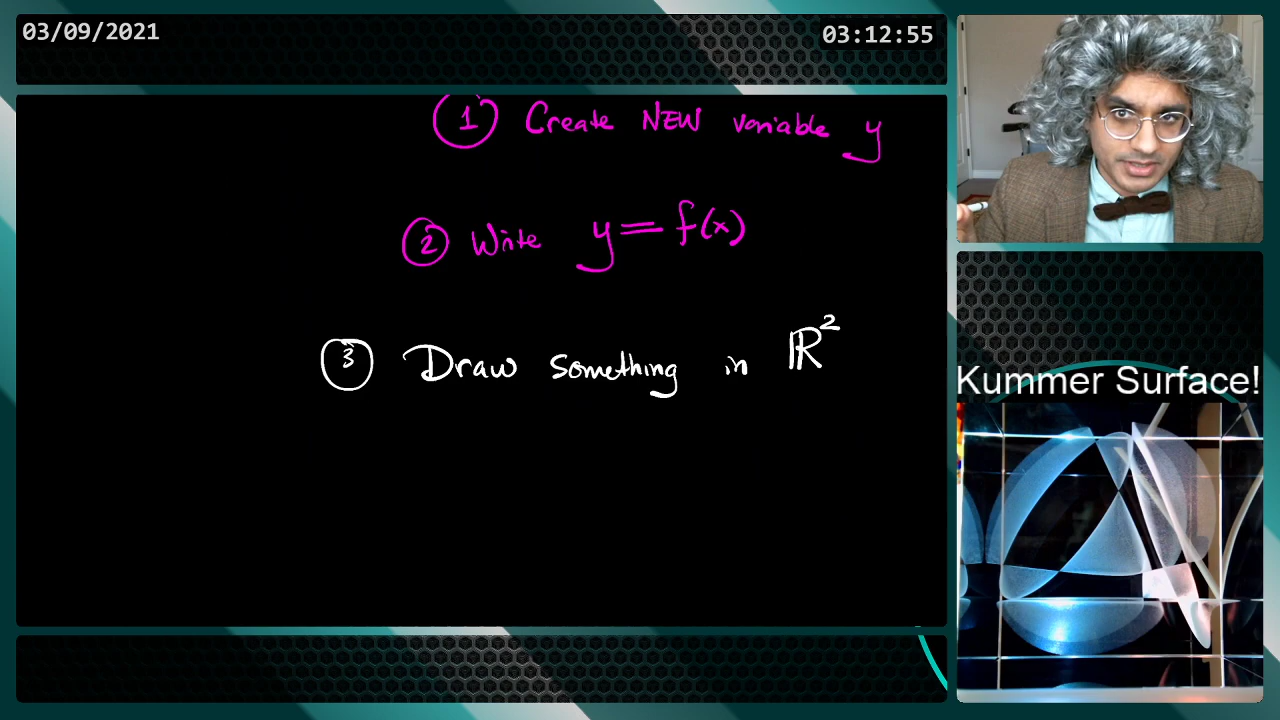 03/09/2021
03:12:55
① Create NEW variable y
② Write y = f(x)
③ Draw something in ℝ²
Kummer Surface!